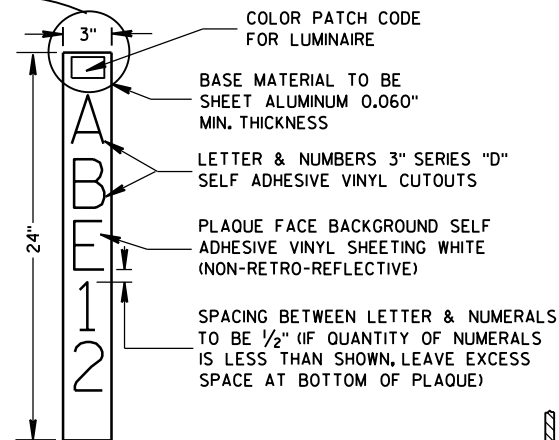 3"
COLOR PATCH CODE
FOR LUMINAIRE
BASE MATERIAL TO BE
SHEET ALUMINUM 0.060"
MIN. THICKNESS
LETTER & NUMBERS 3" SERIES "D"
SELF ADHESIVE VINYL CUTOUTS
PLAQUE FACE BACKGROUND SELF
ADHESIVE VINYL SHEETING WHITE
(NON-RETRO-REFLECTIVE)
SPACING BETWEEN LETTER & NUMERALS
TO BE 1/2" (IF QUANTITY OF NUMERALS
IS LESS THAN SHOWN, LEAVE EXCESS
SPACE AT BOTTOM OF PLAQUE)
24"
A
B
E
1
2